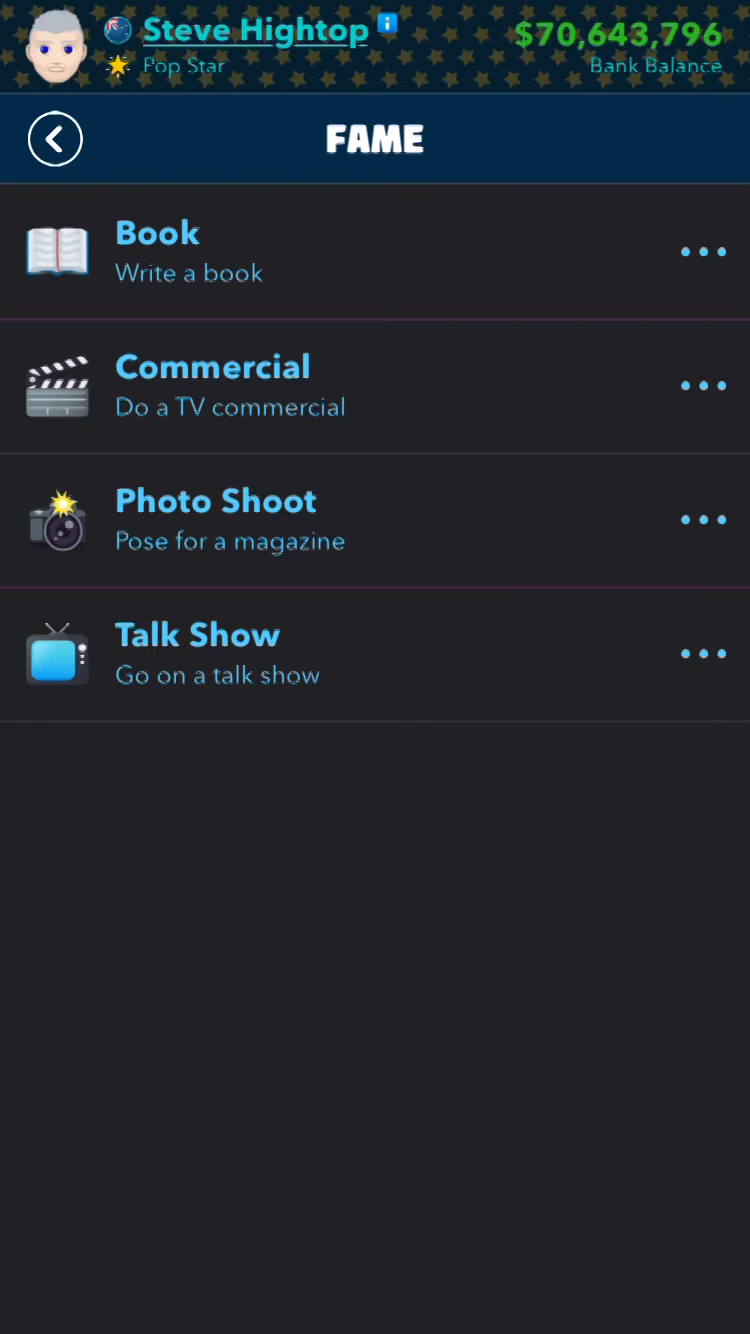 Steve Hightop
$70,643,796
Pop Star
Bank Balance
FAME
Book
Write a book
Commercial
Do a TV commercial
Photo Shoot
Pose for a magazine
Talk Show
Go on a talk show